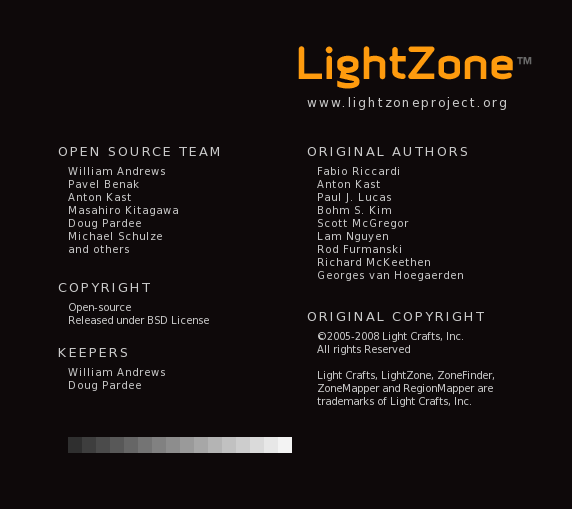 LightZone™
www.lightzoneproject.org
OPEN SOURCE TEAM
William Andrews
Pavel Benak
Anton Kast
Masahiro Kitagawa
Doug Pardee
Michael Schulze
and others
COPYRIGHT
Open-source
Released under BSD License
KEEPERS
William Andrews
Doug Pardee
ORIGINAL AUTHORS
Fabio Riccardi
Anton Kast
Paul J. Lucas
Bohm S. Kim
Scott McGregor
Lam Nguyen
Rod Furmanski
Richard McKeethen
Georges van Hoegaerden
ORIGINAL COPYRIGHT
©2005-2008 Light Crafts, Inc.
All rights Reserved
Light Crafts, LightZone, ZoneFinder,
ZoneMapper and RegionMapper are
trademarks of Light Crafts, Inc.